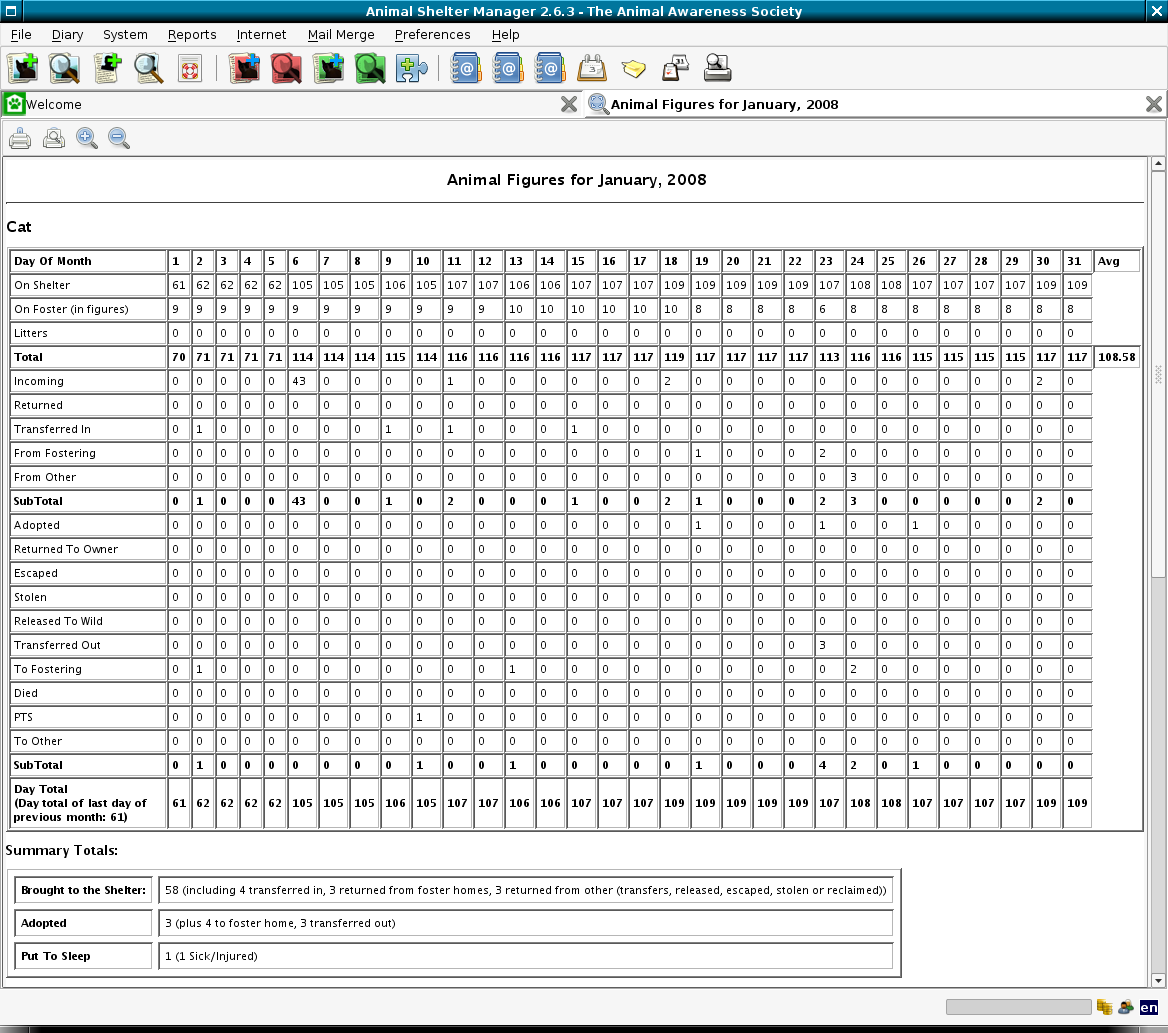 Animal Shelter Manager 2.6.3 - The Animal Awareness Society
File Diary System Reports Internet Mail Merge Preferences Help
Welcome Animal Figures for January, 2008
Animal Figures for January, 2008
Cat
Day Of Month 1 2 3 4 5 6 7 8 9 10 11 12 13 14 15 16 17 18 19 20 21 22 23 24 25 26 27 28 29 30 31 Avg
On Shelter 61 62 62 62 62 105 105 105 106 105 107 107 106 106 107 107 107 109 109 109 109 109 107 108 108 107 107 107 107 109 109
On Foster (in figures) 9 9 9 9 9 9 9 9 9 9 9 9 10 10 10 10 10 10 8 8 8 8 6 8 8 8 8 8 8 8 8
Litters 0 0 0 0 0 0 0 0 0 0 0 0 0 0 0 0 0 0 0 0 0 0 0 0 0 0 0 0 0 0 0
Total 70 71 71 71 71 114 114 114 115 114 116 116 116 116 117 117 117 119 117 117 117 117 113 116 116 115 115 115 115 117 117 108.58
Incoming 0 0 0 0 0 43 0 0 0 0 1 0 0 0 0 0 0 2 0 0 0 0 0 0 0 0 0 0 0 2 0
Returned 0 0 0 0 0 0 0 0 0 0 0 0 0 0 0 0 0 0 0 0 0 0 0 0 0 0 0 0 0 0 0
Transferred In 0 1 0 0 0 0 0 0 1 0 1 0 0 0 1 0 0 0 0 0 0 0 0 0 0 0 0 0 0 0 0
From Fostering 0 0 0 0 0 0 0 0 0 0 0 0 0 0 0 0 0 0 1 0 0 0 2 0 0 0 0 0 0 0 0
From Other 0 0 0 0 0 0 0 0 0 0 0 0 0 0 0 0 0 0 0 0 0 0 0 3 0 0 0 0 0 0 0
SubTotal 0 1 0 0 0 43 0 0 1 0 2 0 0 0 1 0 0 2 1 0 0 0 2 3 0 0 0 0 0 2 0
Adopted 0 0 0 0 0 0 0 0 0 0 0 0 0 0 0 0 0 0 1 0 0 0 1 0 0 1 0 0 0 0 0
Returned To Owner 0 0 0 0 0 0 0 0 0 0 0 0 0 0 0 0 0 0 0 0 0 0 0 0 0 0 0 0 0 0 0
Escaped 0 0 0 0 0 0 0 0 0 0 0 0 0 0 0 0 0 0 0 0 0 0 0 0 0 0 0 0 0 0 0
Stolen 0 0 0 0 0 0 0 0 0 0 0 0 0 0 0 0 0 0 0 0 0 0 0 0 0 0 0 0 0 0 0
Released To Wild 0 0 0 0 0 0 0 0 0 0 0 0 0 0 0 0 0 0 0 0 0 0 0 0 0 0 0 0 0 0 0
Transferred Out 0 0 0 0 0 0 0 0 0 0 0 0 0 0 0 0 0 0 0 0 0 0 3 0 0 0 0 0 0 0 0
To Fostering 0 1 0 0 0 0 0 0 0 0 0 0 1 0 0 0 0 0 0 0 0 0 0 2 0 0 0 0 0 0 0
Died 0 0 0 0 0 0 0 0 0 0 0 0 0 0 0 0 0 0 0 0 0 0 0 0 0 0 0 0 0 0 0
PTS 0 0 0 0 0 0 0 0 0 1 0 0 0 0 0 0 0 0 0 0 0 0 0 0 0 0 0 0 0 0 0
To Other 0 0 0 0 0 0 0 0 0 0 0 0 0 0 0 0 0 0 0 0 0 0 0 0 0 0 0 0 0 0 0
SubTotal 0 1 0 0 0 0 0 0 0 1 0 0 1 0 0 0 0 0 1 0 0 0 4 2 0 1 0 0 0 0 0
Day Total
(Day total of last day of
previous month: 61) 61 62 62 62 62 105 105 105 106 105 107 107 106 106 107 107 107 109 109 109 109 109 107 108 108 107 107 107 107 109 109
Summary Totals:
Brought to the Shelter: 58 (including 4 transferred in, 3 returned from foster homes, 3 returned from other (transfers, released, escaped, stolen or reclaimed))
Adopted 3 (plus 4 to foster home, 3 transferred out)
Put To Sleep 1 (1 Sick/Injured)
en